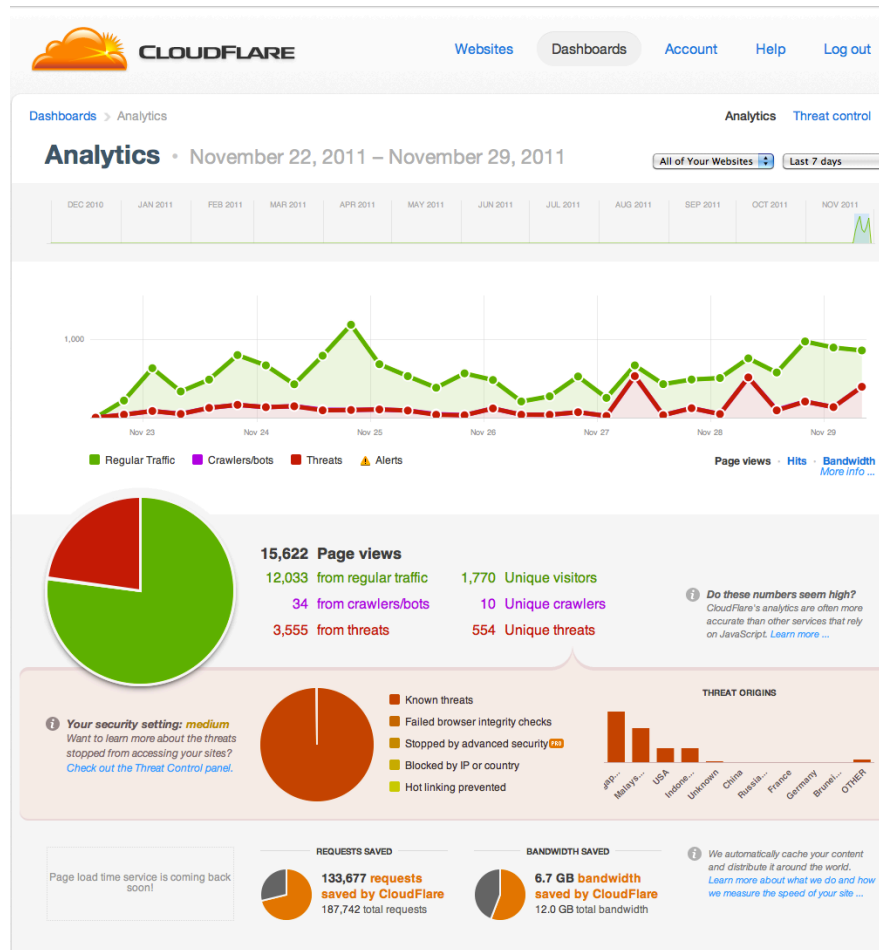 CLOUDFLARE
Websites Dashboards Account Help Log out
Dashboards > Analytics
Analytics Threat control
Analytics · November 22, 2011 – November 29, 2011
All of Your Websites Last 7 days
DEC 2010 JAN 2011 FEB 2011 MAR 2011 APR 2011 MAY 2011 JUN 2011 JUL 2011 AUG 2011 SEP 2011 OCT 2011 NOV 2011
1,000
Nov 23 Nov 24 Nov 25 Nov 26 Nov 27 Nov 28 Nov 29
Regular Traffic Crawlers/bots Threats Alerts
Page views · Hits · Bandwidth
More info ...
15,622 Page views
12,033 from regular traffic 1,770 Unique visitors
34 from crawlers/bots 10 Unique crawlers
3,555 from threats 554 Unique threats
Do these numbers seem high?
CloudFlare's analytics are often more
accurate than other services that rely
on JavaScript. Learn more ...
Your security setting: medium
Want to learn more about the threats
stopped from accessing your sites?
Check out the Threat Control panel.
Known threats
Failed browser integrity checks
Stopped by advanced security PRO
Blocked by IP or country
Hot linking prevented
THREAT ORIGINS
Malays... USA Indone... Unknown China Russia... France Germany Brunei... OTHER
Page load time service is coming back
soon!
REQUESTS SAVED
133,677 requests
saved by CloudFlare
187,742 total requests
BANDWIDTH SAVED
6.7 GB bandwidth
saved by CloudFlare
12.0 GB total bandwidth
We automatically cache your content
and distribute it around the world.
Learn more about what we do and how
we measure the speed of your site ...